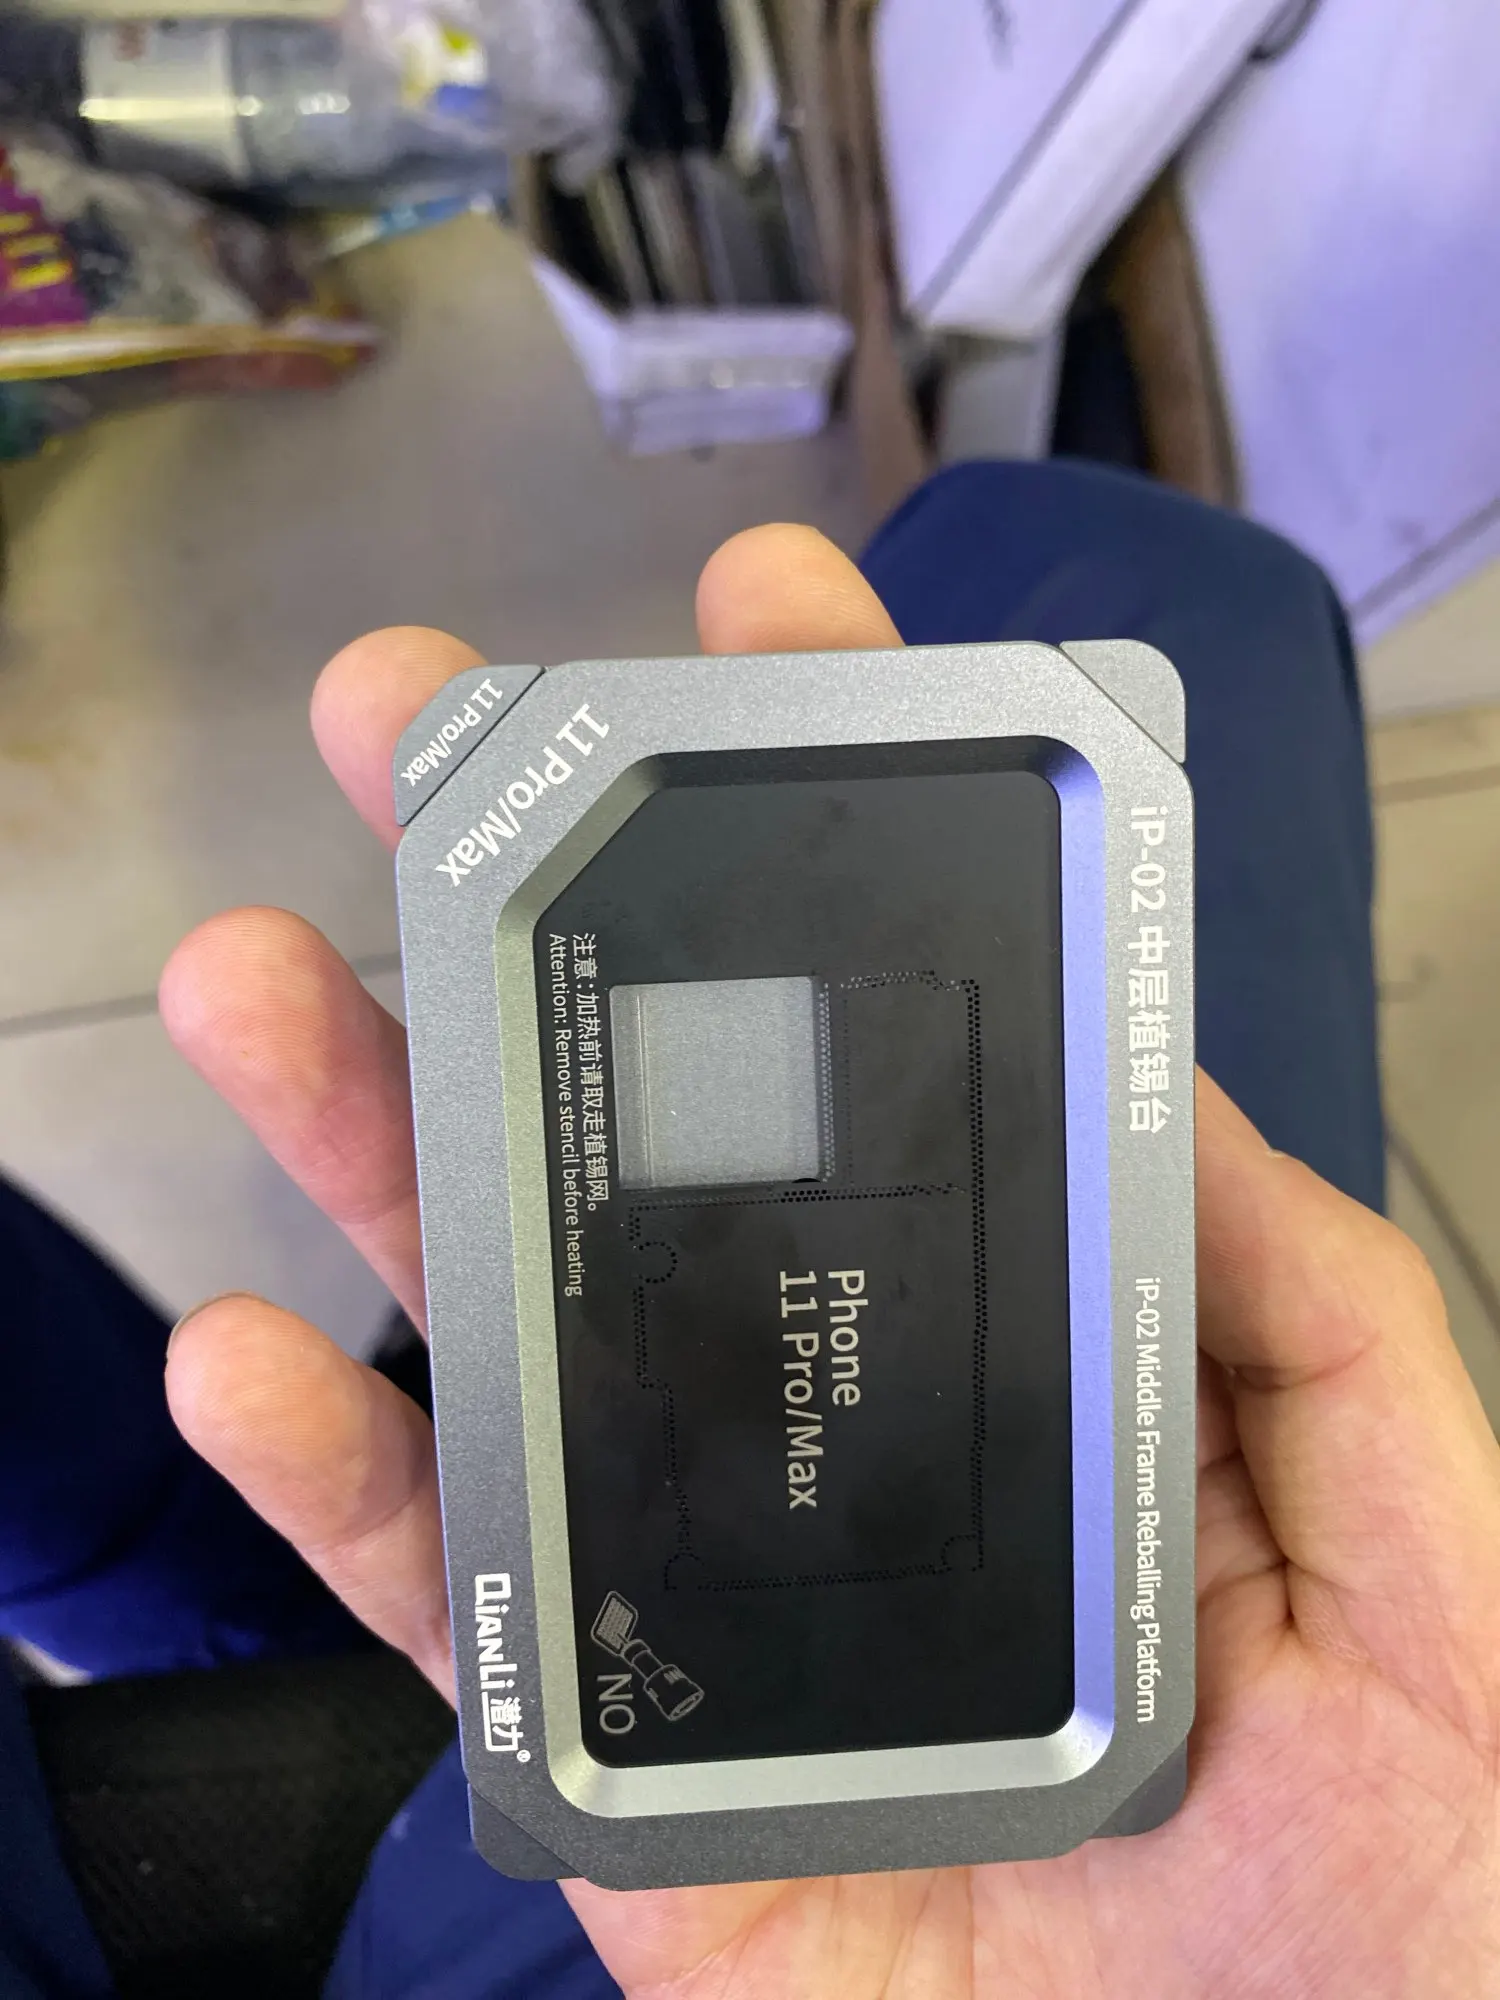 11 Pro/Max
11 Pro/Max
iP-02 中层植锡台
iP-02 Middle Frame Reballing Platform
Phone
11 Pro/Max
注意：加热前请取走植锡网。
Attention: Remove stencil before heating
NO
QiANLi 潜力®